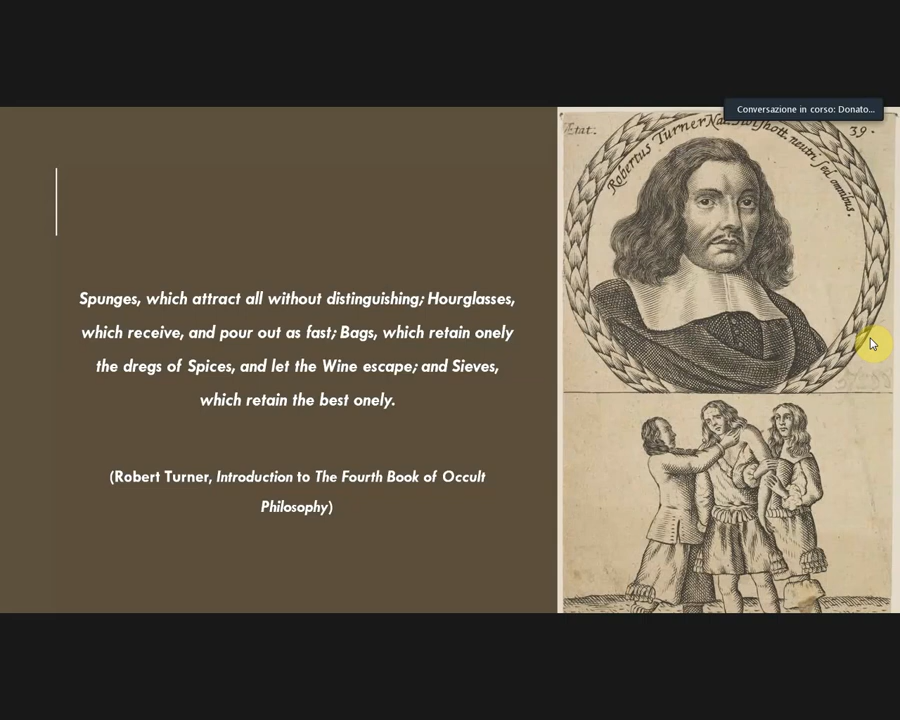 Conversazione in corso: Donato...
Ætat:
39.
Robertus Turner Na: neutri sed omnibus.
Spunges, which attract all without distinguishing; Hourglasses,
which receive, and pour out as fast; Bags, which retain onely
the dregs of Spices, and let the Wine escape; and Sieves,
which retain the best onely.
(Robert Turner, Introduction to The Fourth Book of Occult
Philosophy)